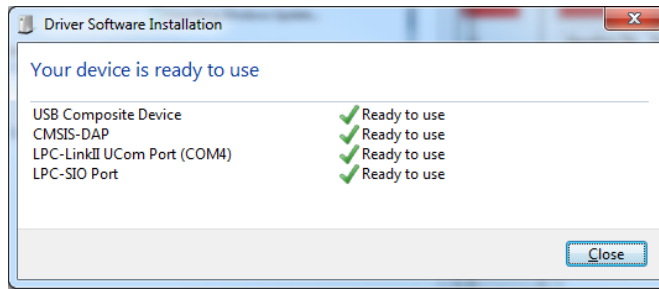 Driver Software Installation
Your device is ready to use
USB Composite Device Ready to use
CMSIS-DAP Ready to use
LPC-LinkII UCom Port (COM4) Ready to use
LPC-SIO Port Ready to use
Close